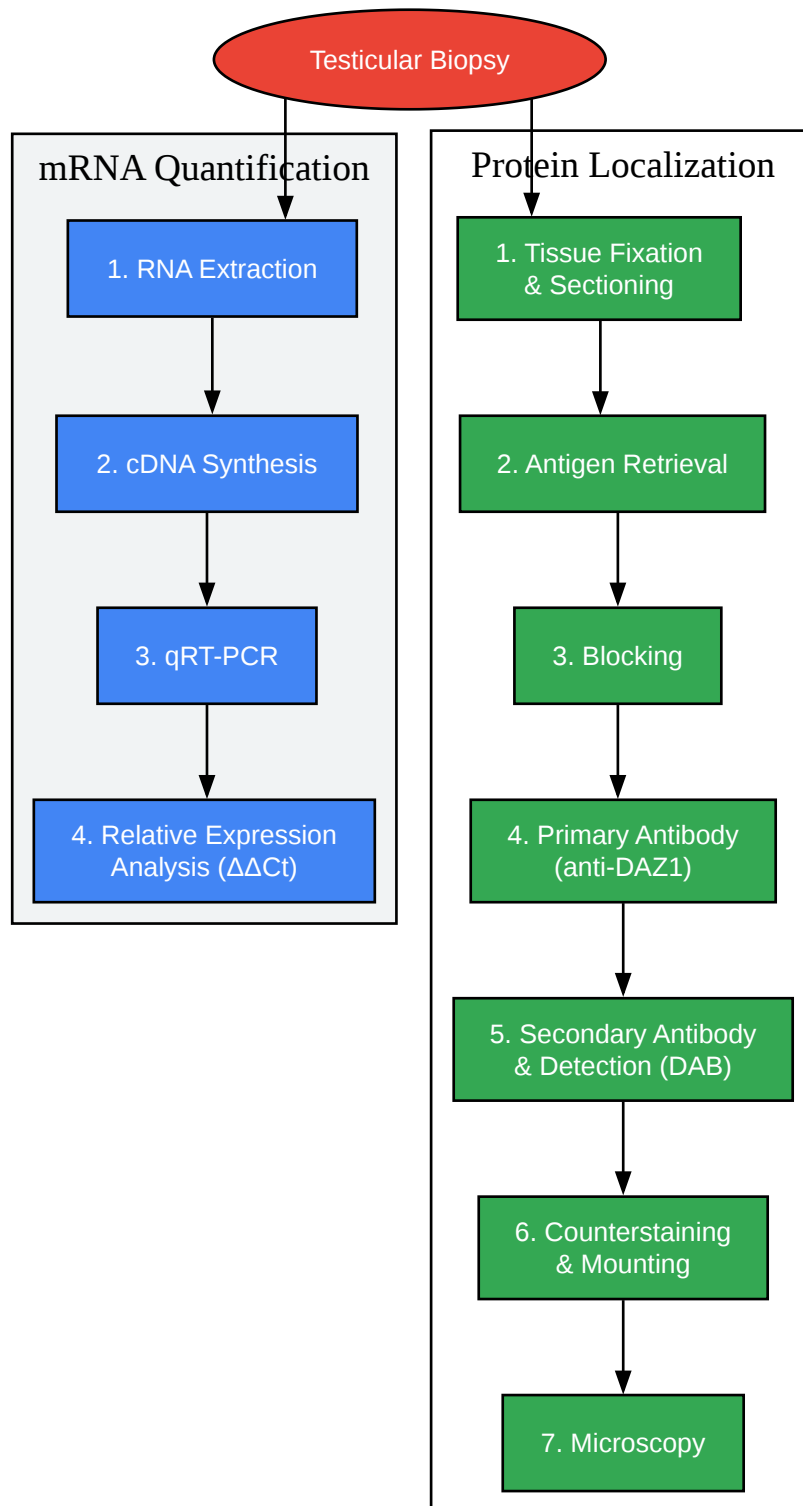 Testicular Biopsy
mRNA Quantification
1. RNA Extraction
2. cDNA Synthesis
3. qRT-PCR
4. Relative Expression
Analysis (ΔΔCt)
Protein Localization
1. Tissue Fixation
& Sectioning
2. Antigen Retrieval
3. Blocking
4. Primary Antibody
(anti-DAZ1)
5. Secondary Antibody
& Detection (DAB)
6. Counterstaining
& Mounting
7. Microscopy